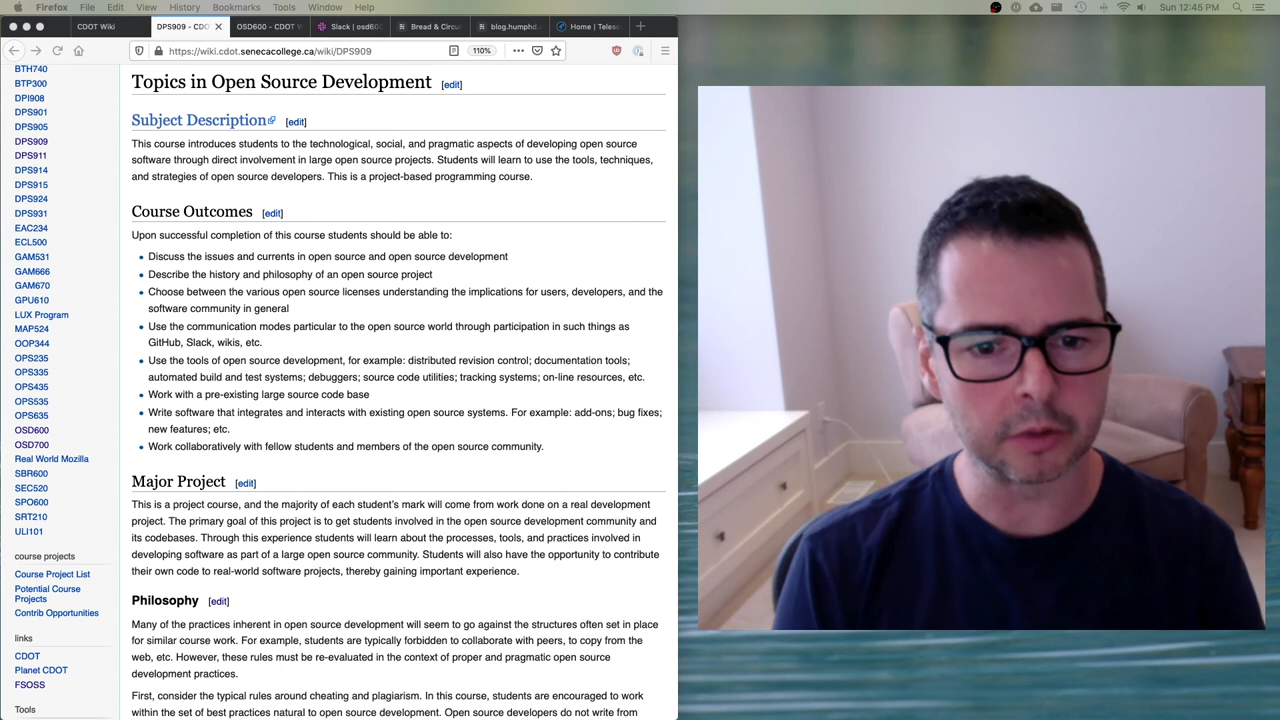 Firefox File Edit View History Bookmarks Tools Window Help Sun 12:45 PM
CDOT Wiki DPS909 - CDO OSD600 - CDOT W Slack | osd600 Bread & Circui blog.humphd. Home | Telesc
https://wiki.cdot.senecacollege.ca/wiki/DPS909 110%
BTH740
BTP300
DPI908
DPS901
DPS905
DPS909
DPS911
DPS914
DPS915
DPS924
DPS931
EAC234
ECL500
GAM531
GAM666
GAM670
GPU610
LUX Program
MAP524
OOP344
OPS235
OPS335
OPS435
OPS535
OPS635
OSD600
OSD700
Real World Mozilla
SBR600
SEC520
SPO600
SRT210
ULI101
course projects
Course Project List
Potential Course
Projects
Contrib Opportunities
links
CDOT
Planet CDOT
FSOSS
Tools
Topics in Open Source Development [edit]
Subject Description [edit]
This course introduces students to the technological, social, and pragmatic aspects of developing open source
software through direct involvement in large open source projects. Students will learn to use the tools, techniques,
and strategies of open source developers. This is a project-based programming course.
Course Outcomes [edit]
Upon successful completion of this course students should be able to:
• Discuss the issues and currents in open source and open source development
• Describe the history and philosophy of an open source project
• Choose between the various open source licenses understanding the implications for users, developers, and the
software community in general
• Use the communication modes particular to the open source world through participation in such things as
GitHub, Slack, wikis, etc.
• Use the tools of open source development, for example: distributed revision control; documentation tools;
automated build and test systems; debuggers; source code utilities; tracking systems; on-line resources, etc.
• Work with a pre-existing large source code base
• Write software that integrates and interacts with existing open source systems. For example: add-ons; bug fixes;
new features; etc.
• Work collaboratively with fellow students and members of the open source community.
Major Project [edit]
This is a project course, and the majority of each student's mark will come from work done on a real development
project. The primary goal of this project is to get students involved in the open source development community and
its codebases. Through this experience students will learn about the processes, tools, and practices involved in
developing software as part of a large open source community. Students will also have the opportunity to contribute
their own code to real-world software projects, thereby gaining important experience.
Philosophy [edit]
Many of the practices inherent in open source development will seem to go against the structures often set in place
for similar course work. For example, students are typically forbidden to collaborate with peers, to copy from the
web, etc. However, these rules must be re-evaluated in the context of proper and pragmatic open source
development practices.
First, consider the typical rules around cheating and plagiarism. In this course, students are encouraged to work
within the set of best practices natural to open source development. Open source developers do not write from